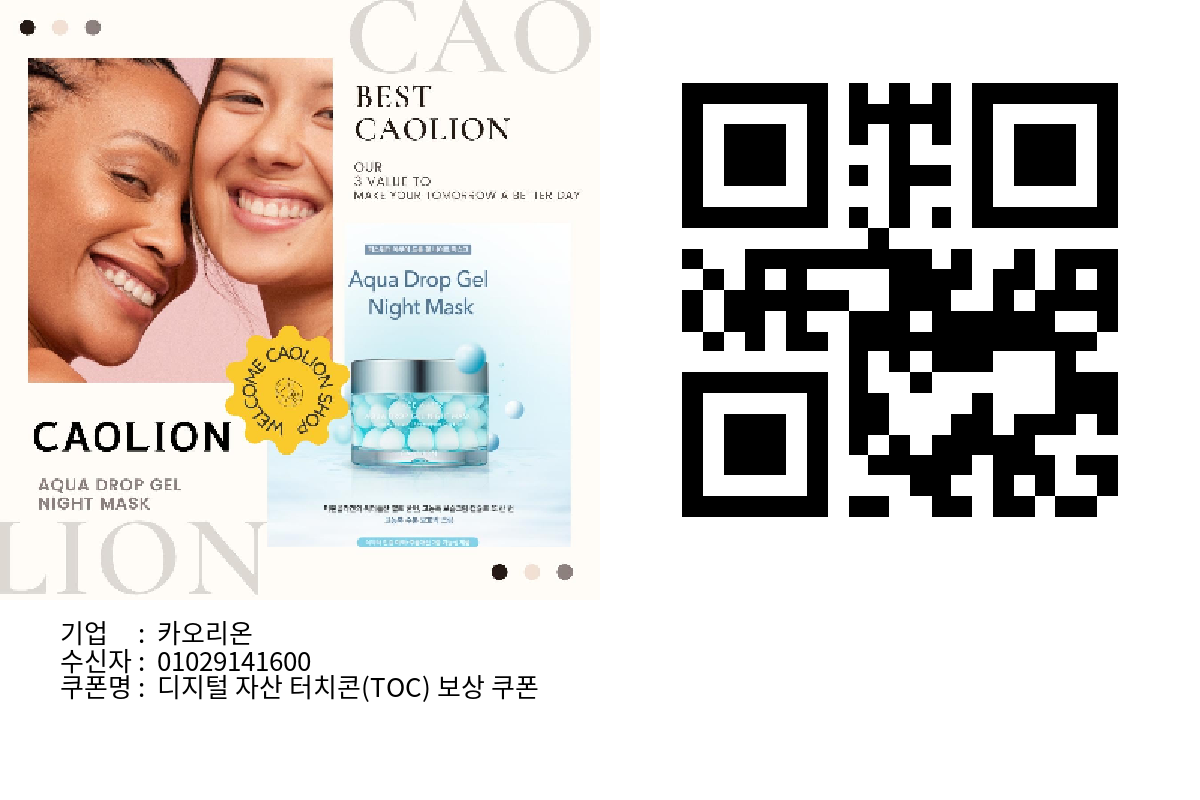 CAO
BEST
CAOLION
OUR
3 VALUE TO
MAKE YOUR TOMORROW A BETTER DAY
Aqua Drop Gel
Night Mask
WELCOME CAOLION SHOP
CAOLION
AQUA DROP GEL
NIGHT MASK
LION
기업 : 카오리온
수신자 : 01029141600
쿠폰명 : 디지털 자산 터치콘(TOC) 보상 쿠폰